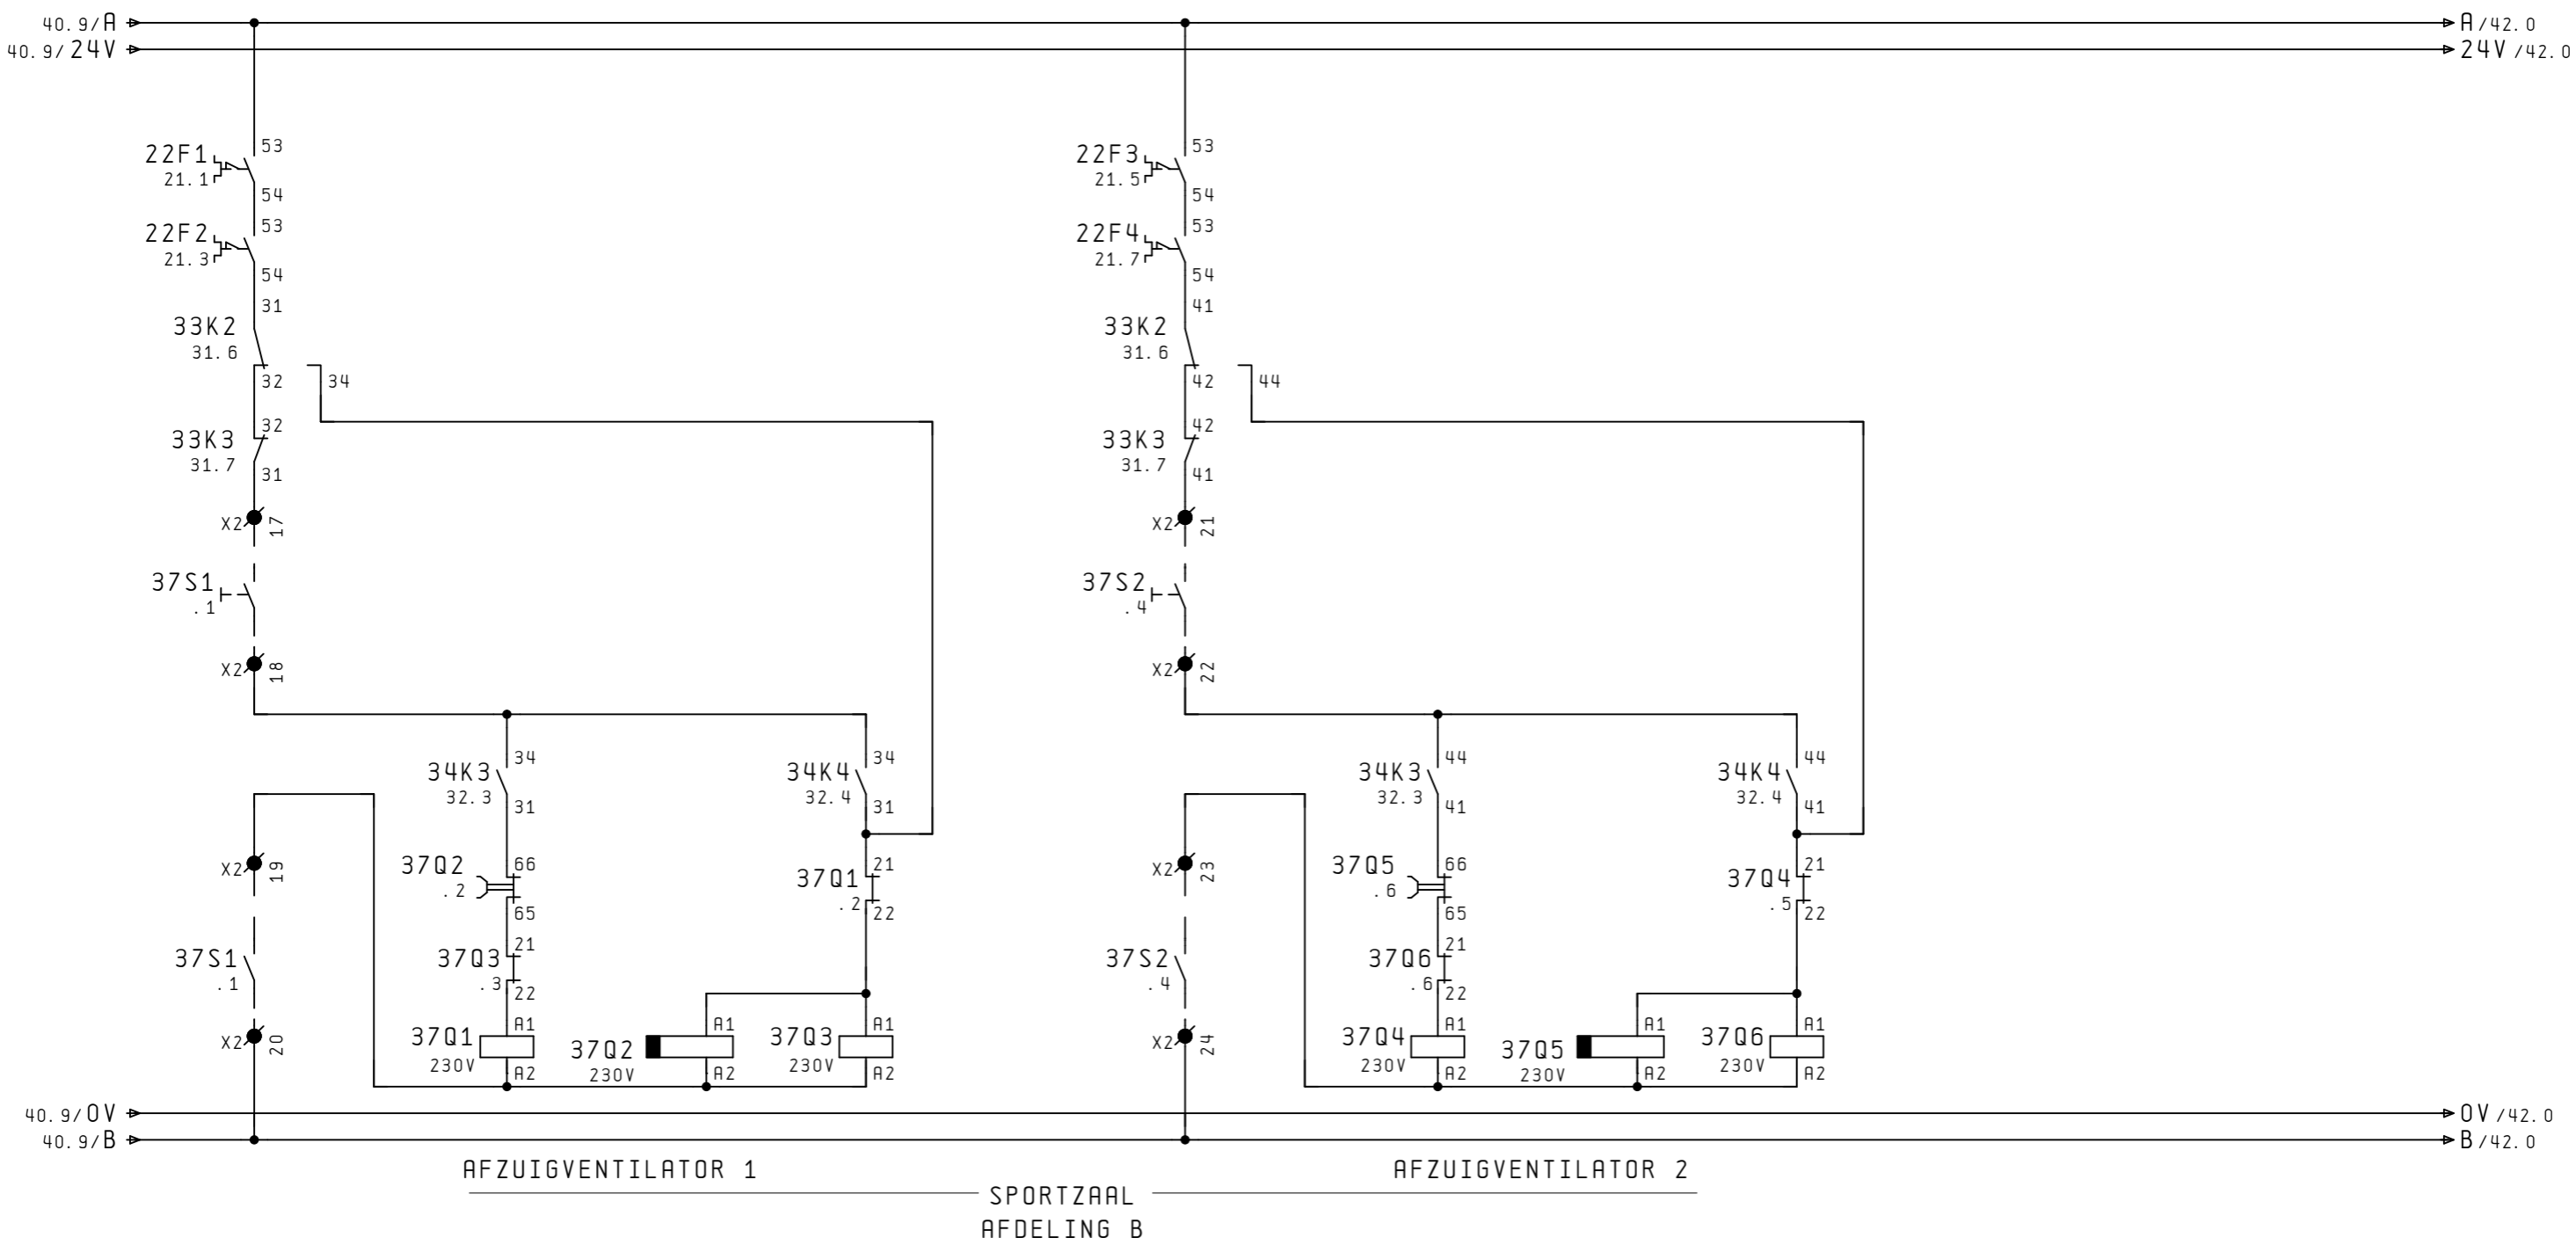 40.9/A A/42.0
40.9/24V 24V/42.0
53 53
22F1 22F3
21.1 21.5
54 54
53 53
22F2 22F4
21.3 21.7
54 54
31 41
33K2 33K2
31.6 31.6
32 34 42 44
32 42
33K3 33K3
31.7 31.7
31 41
X2 17 X2 21
37S1 37S2
.1 .4
X2 18 X2 22
34 34 44 44
34K3 34K4 34K3 34K4
32.3 32.4 32.3 32.4
31 31 41 41
X2 19 37Q2 66 21 X2 23 37Q5 66 21
.2 37Q1 .6 37Q4
.2 .5
65 22 65 22
21 21
37S1 37Q3 37S2 37Q6
.1 .3 .4 .6
22 22
A1 A1 A1 A1 A1 A1
X2 20 37Q1 37Q2 37Q3 X2 24 37Q4 37Q5 37Q6
230V 230V 230V 230V 230V 230V
A2 A2 A2 A2 A2 A2
40.9/0V 0V/42.0
40.9/B B/42.0
AFZUIGVENTILATOR 1 AFZUIGVENTILATOR 2
SPORTZAAL
AFDELING B